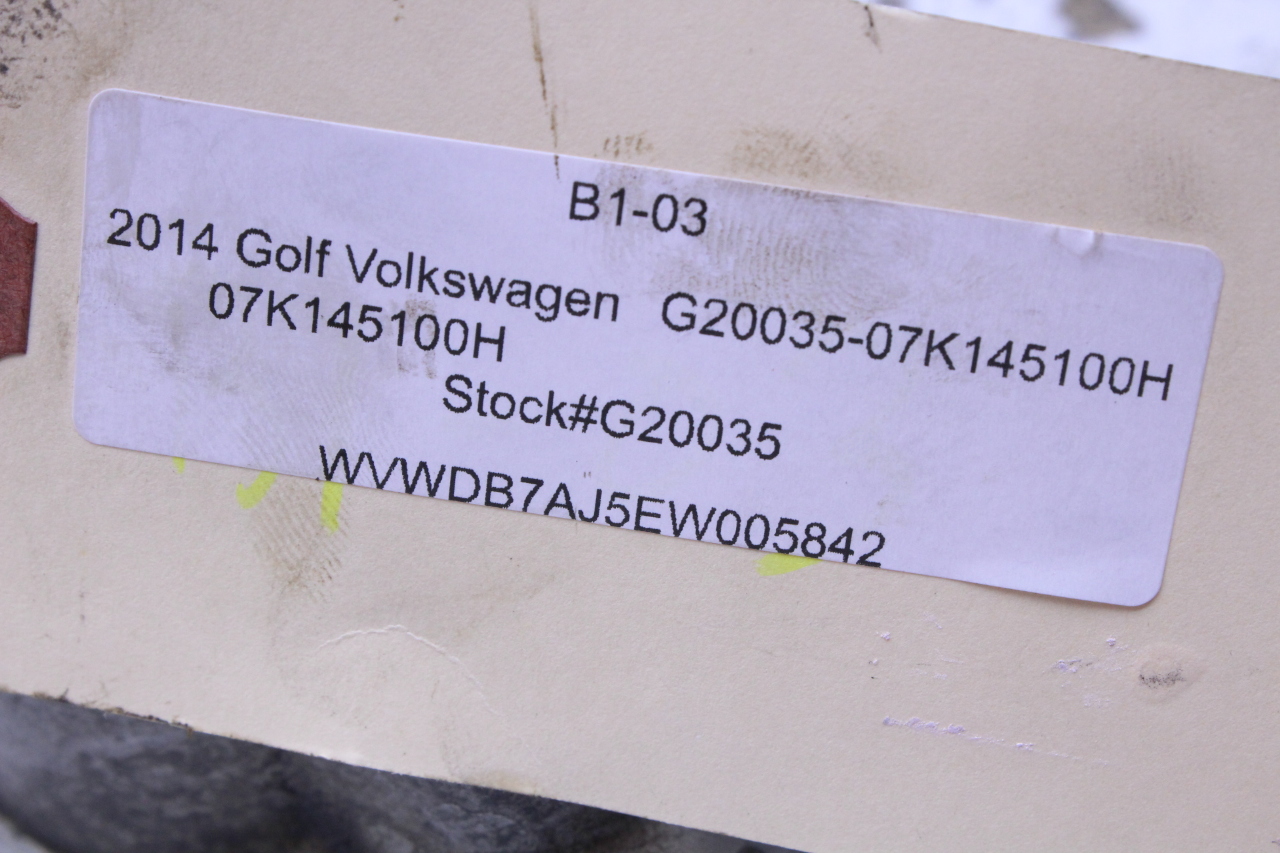 B1-03
2014 Golf Volkswagen G20035-07K145100H
07K145100H
Stock#G20035
WVWDB7AJ5EW005842